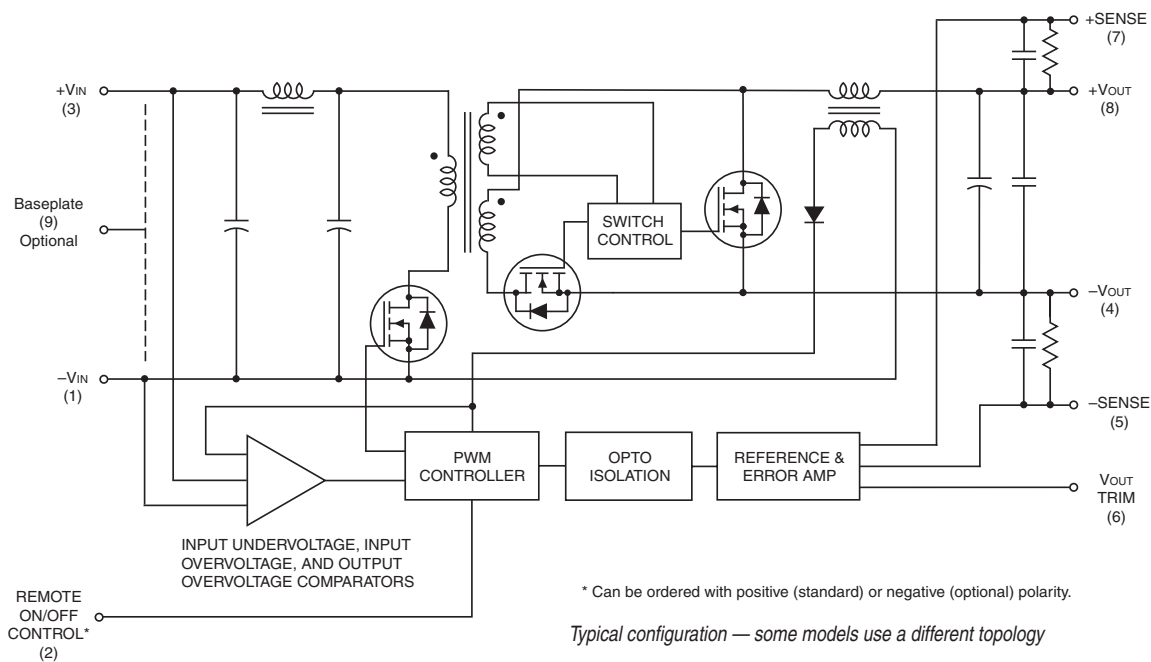 +SENSE
(7)
+VIN
(3)
+VOUT
(8)
Baseplate
(9)
Optional
SWITCH
CONTROL
–VOUT
(4)
–VIN
(1)
–SENSE
(5)
PWM
CONTROLLER
OPTO
ISOLATION
REFERENCE &
ERROR AMP
VOUT
TRIM
(6)
INPUT UNDERVOLTAGE, INPUT
OVERVOLTAGE, AND OUTPUT
OVERVOLTAGE COMPARATORS
REMOTE
ON/OFF
CONTROL*
(2)
* Can be ordered with positive (standard) or negative (optional) polarity.
Typical configuration — some models use a different topology